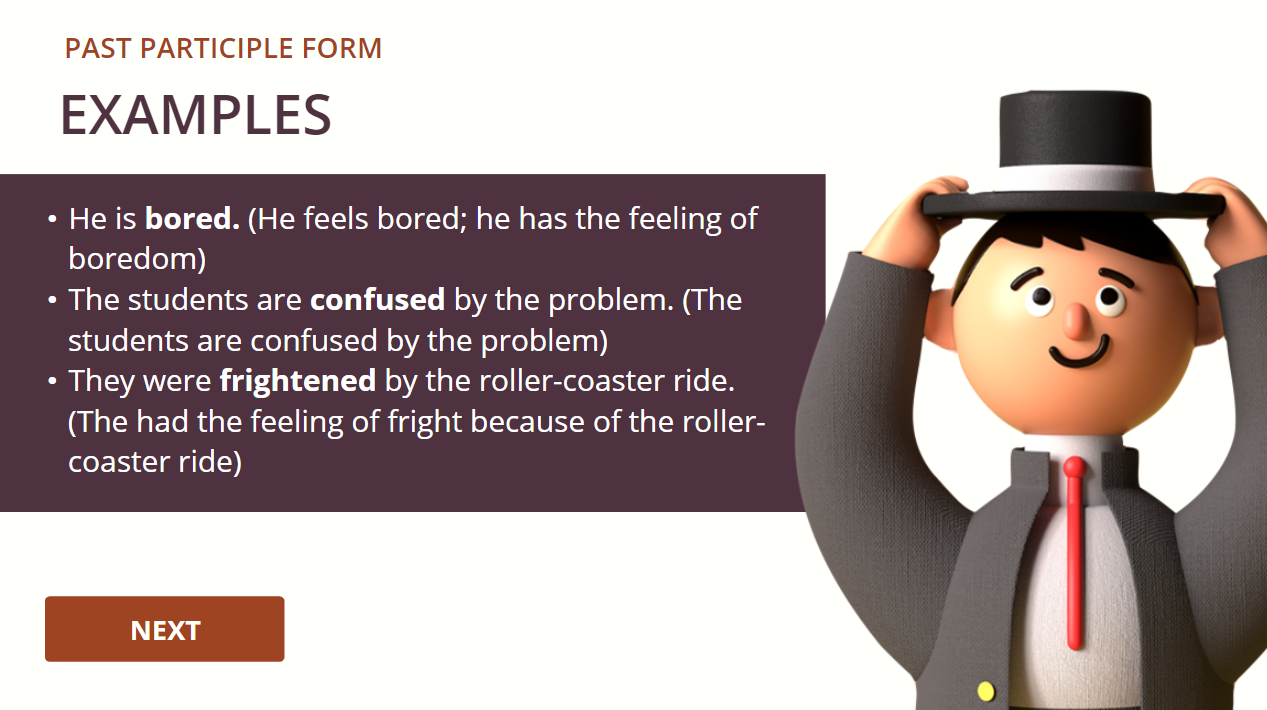 PAST PARTICIPLE FORM
EXAMPLES
• He is bored. (He feels bored; he has the feeling of
boredom)
• The students are confused by the problem. (The
students are confused by the problem)
• They were frightened by the roller-coaster ride.
(The had the feeling of fright because of the roller-
coaster ride)
NEXT